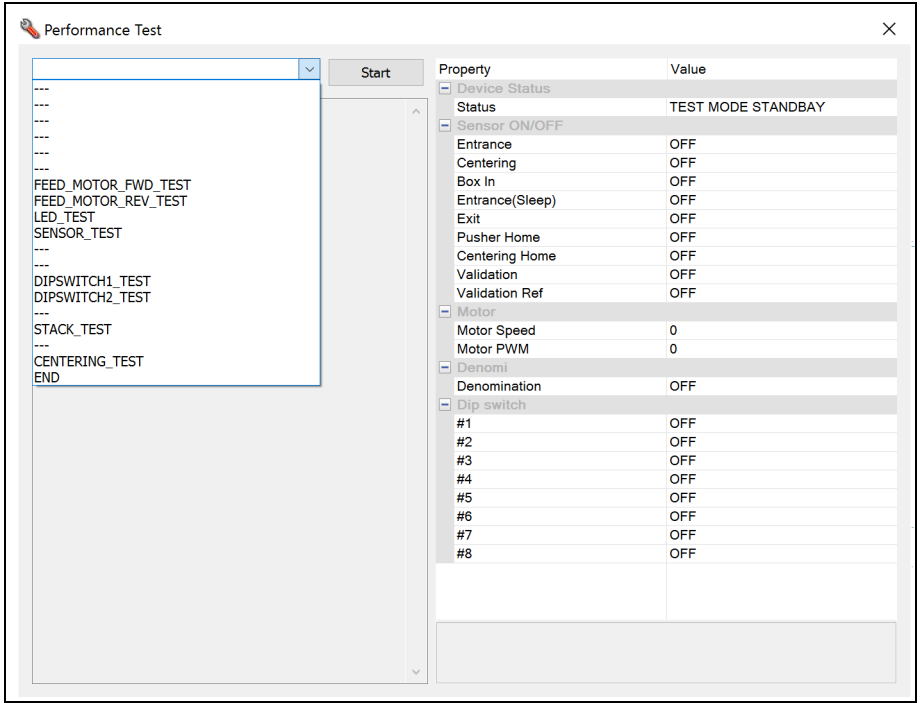 Performance Test
Start
---
---
---
---
---
---
FEED_MOTOR_FWD_TEST
FEED_MOTOR_REV_TEST
LED_TEST
SENSOR_TEST
---
---
DIPSWITCH1_TEST
DIPSWITCH2_TEST
---
STACK_TEST
---
CENTERING_TEST
END
Property Value
Device Status
Status TEST MODE STANDBAY
Sensor ON/OFF
Entrance OFF
Centering OFF
Box In OFF
Entrance(Sleep) OFF
Exit OFF
Pusher Home OFF
Centering Home OFF
Validation OFF
Validation Ref OFF
Motor
Motor Speed 0
Motor PWM 0
Denomi
Denomination OFF
Dip switch
#1 OFF
#2 OFF
#3 OFF
#4 OFF
#5 OFF
#6 OFF
#7 OFF
#8 OFF